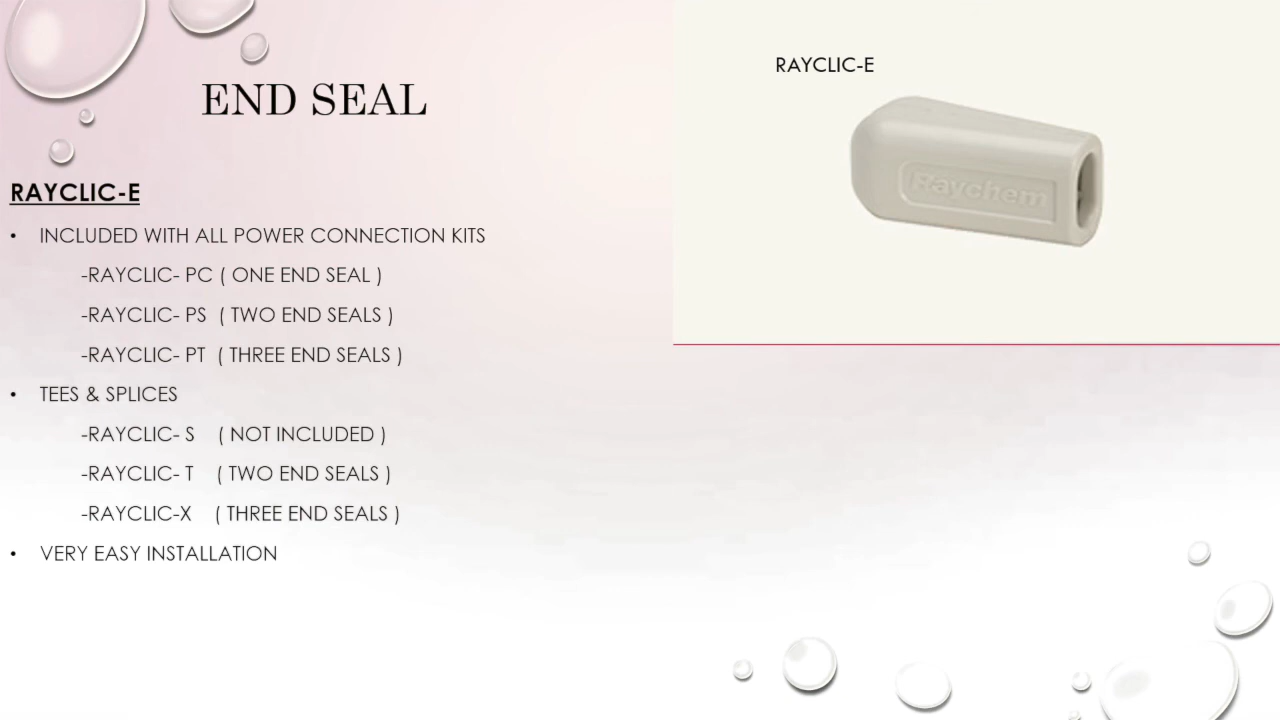 END SEAL
RAYCLIC-E
• INCLUDED WITH ALL POWER CONNECTION KITS
-RAYCLIC- PC ( ONE END SEAL )
-RAYCLIC- PS ( TWO END SEALS )
-RAYCLIC- PT ( THREE END SEALS )
• TEES & SPLICES
-RAYCLIC- S ( NOT INCLUDED )
-RAYCLIC- T ( TWO END SEALS )
-RAYCLIC-X ( THREE END SEALS )
• VERY EASY INSTALLATION
RAYCLIC-E
Raychem